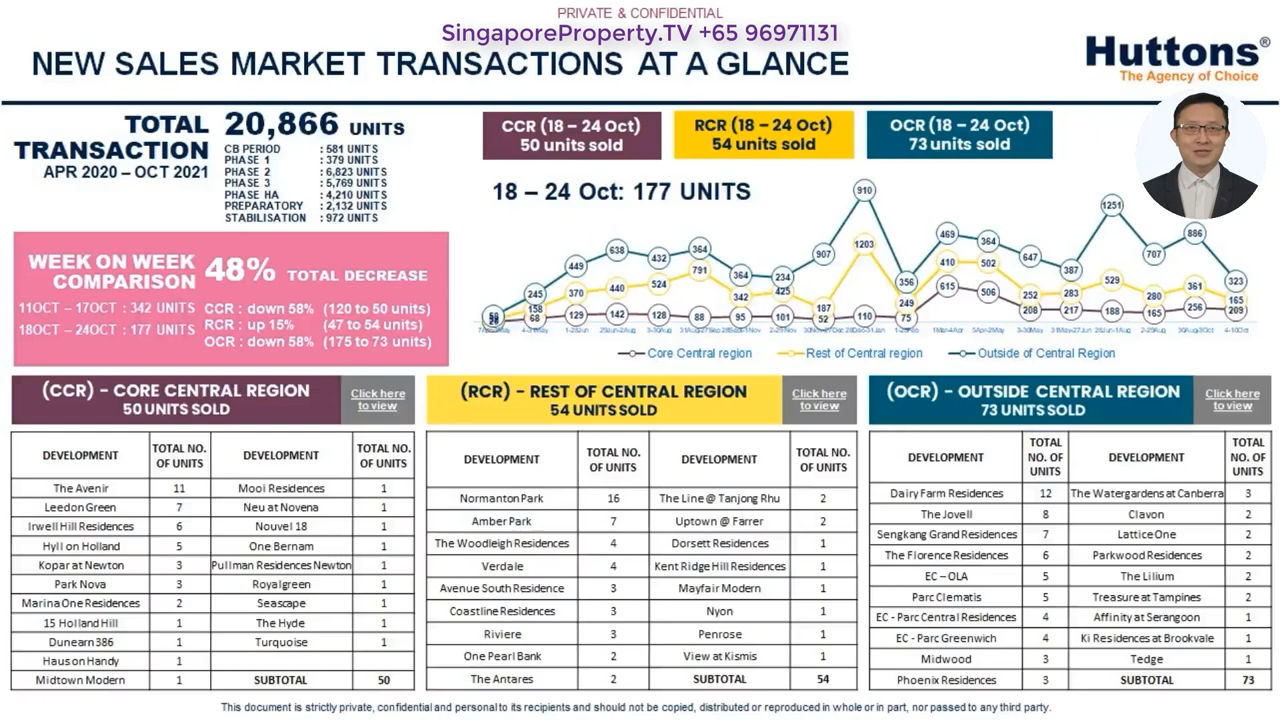 PRIVATE & CONFIDENTIAL
SingaporeProperty.TV +65 96971131
NEW SALES MARKET TRANSACTIONS AT A GLANCE
Huttons®
The Agency of Choice
TOTAL TRANSACTION
APR 2020 – OCT 2021
20,866 UNITS
CB PERIOD : 581 UNITS
PHASE 1 : 379 UNITS
PHASE 2 : 6,823 UNITS
PHASE 3 : 5,769 UNITS
PHASE HA : 4,210 UNITS
PREPARATORY : 2,132 UNITS
STABILISATION : 972 UNITS
CCR (18 – 24 Oct)
50 units sold
RCR (18 – 24 Oct)
54 units sold
OCR (18 – 24 Oct)
73 units sold
WEEK ON WEEK COMPARISON
11OCT – 17OCT : 342 UNITS
18OCT – 24OCT : 177 UNITS
48% TOTAL DECREASE
CCR : down 58% (120 to 50 units)
RCR : up 15% (47 to 54 units)
OCR : down 58% (175 to 73 units)
18 – 24 Oct: 177 UNITS
245 449 638 432 364 364 234 907 910 356 469 364 647 387 1251 707 886 323
158 370 440 524 791 342 425 187 1203 249 410 502 252 283 529 280 361 165
68 129 142 128 88 95 101 52 110 75 615 506 208 217 188 165 256 209
Core Central region Rest of Central region Outside of Central Region
(CCR) - CORE CENTRAL REGION
50 UNITS SOLD
Click here to view
DEVELOPMENT TOTAL NO. OF UNITS DEVELOPMENT TOTAL NO. OF UNITS
The Avenir 11 Mooi Residences 1
Leedon Green 7 Neu at Novena 1
Irwell Hill Residences 6 Nouvel 18 1
Hyll on Holland 5 One Bernam 1
Kopar at Newton 3 Pullman Residences Newton 1
Park Nova 3 Royalgreen 1
Marina One Residences 2 Seascape 1
15 Holland Hill 1 The Hyde 1
Dunearn 386 1 Turquoise 1
Haus on Handy 1
Midtown Modern 1 SUBTOTAL 50
(RCR) - REST OF CENTRAL REGION
54 UNITS SOLD
Click here to view
DEVELOPMENT TOTAL NO. OF UNITS DEVELOPMENT TOTAL NO. OF UNITS
Normanton Park 16 The Line @ Tanjong Rhu 2
Amber Park 7 Uptown @ Farrer 2
The Woodleigh Residences 4 Dorsett Residences 1
Verdale 4 Kent Ridge Hill Residences 1
Avenue South Residence 3 Mayfair Modern 1
Coastline Residences 3 Nyon 1
Riviere 3 Penrose 1
One Pearl Bank 2 View at Kismis 1
The Antares 2 SUBTOTAL 54
(OCR) - OUTSIDE CENTRAL REGION
73 UNITS SOLD
Click here to view
DEVELOPMENT TOTAL NO. OF UNITS DEVELOPMENT TOTAL NO. OF UNITS
Dairy Farm Residences 12 The Watergardens at Canberra 3
The Jovell 8 Clavon 2
Sengkang Grand Residences 7 Lattice One 2
The Florence Residences 6 Parkwood Residences 2
EC – OLA 5 The Lilium 2
Parc Clematis 5 Treasure at Tampines 2
EC - Parc Central Residences 4 Affinity at Serangoon 1
EC - Parc Greenwich 4 Ki Residences at Brookvale 1
Midwood 3 Tedge 1
Phoenix Residences 3 SUBTOTAL 73
This document is strictly private, confidential and personal to its recipients and should not be copied, distributed or reproduced in whole or in part, nor passed to any third party.